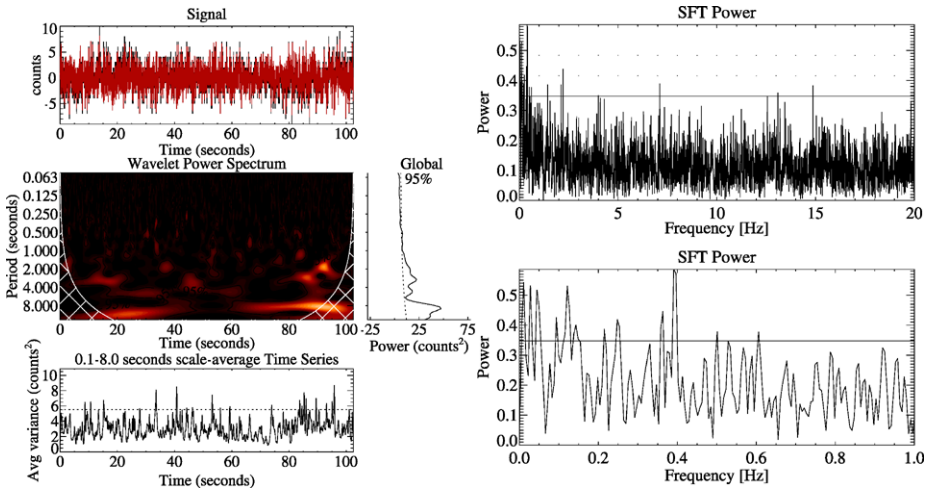 Signal
counts
10
5
0
-5
0 20 40 60 80 100
Time (seconds)
Wavelet Power Spectrum
Period (seconds)
0.063
0.125
0.250
0.500
1.000
2.000
4.000
8.000
0 20 40 60 80 100
Time (seconds)
Global
95%
-25 25 75
Power (counts²)
0.1-8.0 seconds scale-average Time Series
Avg variance (counts²)
10
8
6
4
2
0
0 20 40 60 80 100
Time (seconds)
SFT Power
Power
0.5
0.4
0.3
0.2
0.1
0.0
0 5 10 15 20
Frequency [Hz]
SFT Power
Power
0.5
0.4
0.3
0.2
0.1
0.0
0.0 0.2 0.4 0.6 0.8 1.0
Frequency [Hz]